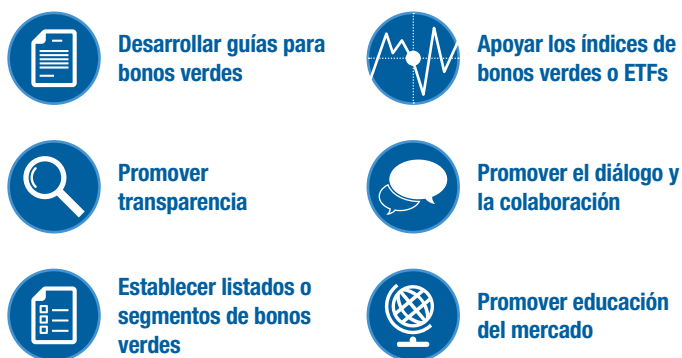 Desarrollar guías para
bonos verdes
Apoyar los índices de
bonos verdes o ETFs
Promover
transparencia
Promover el diálogo y
la colaboración
Establecer listados o
segmentos de bonos
verdes
Promover educación
del mercado